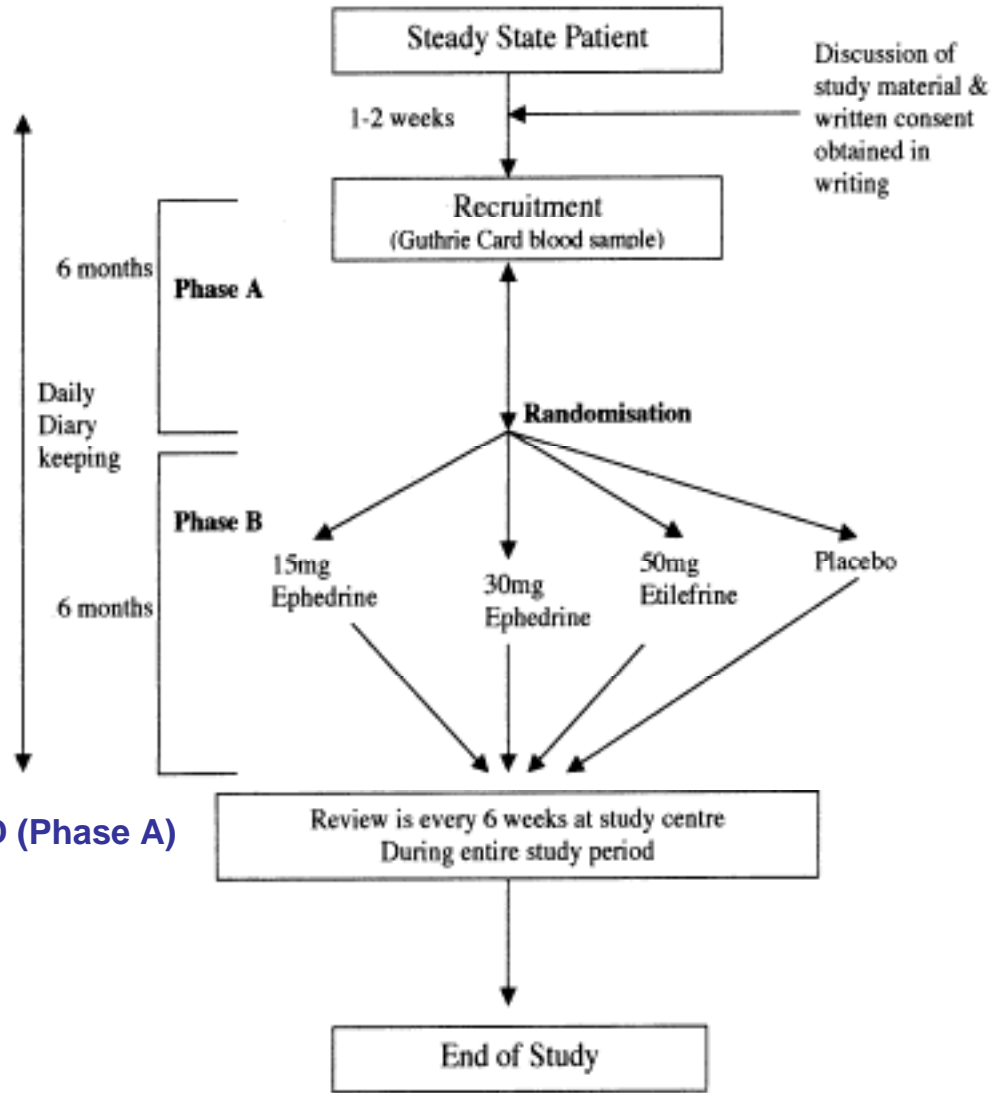 Steady State Patient
Discussion of
study material &
written consent
obtained in
writing
1-2 weeks
Recruitment
(Guthrie Card blood sample)
6 months
Phase A
Daily
Diary
keeping
Randomisation
Phase B
6 months
15mg
Ephedrine
30mg
Ephedrine
50mg
Etilefrine
Placebo
(Phase A)
Review is every 6 weeks at study centre
During entire study period
End of Study